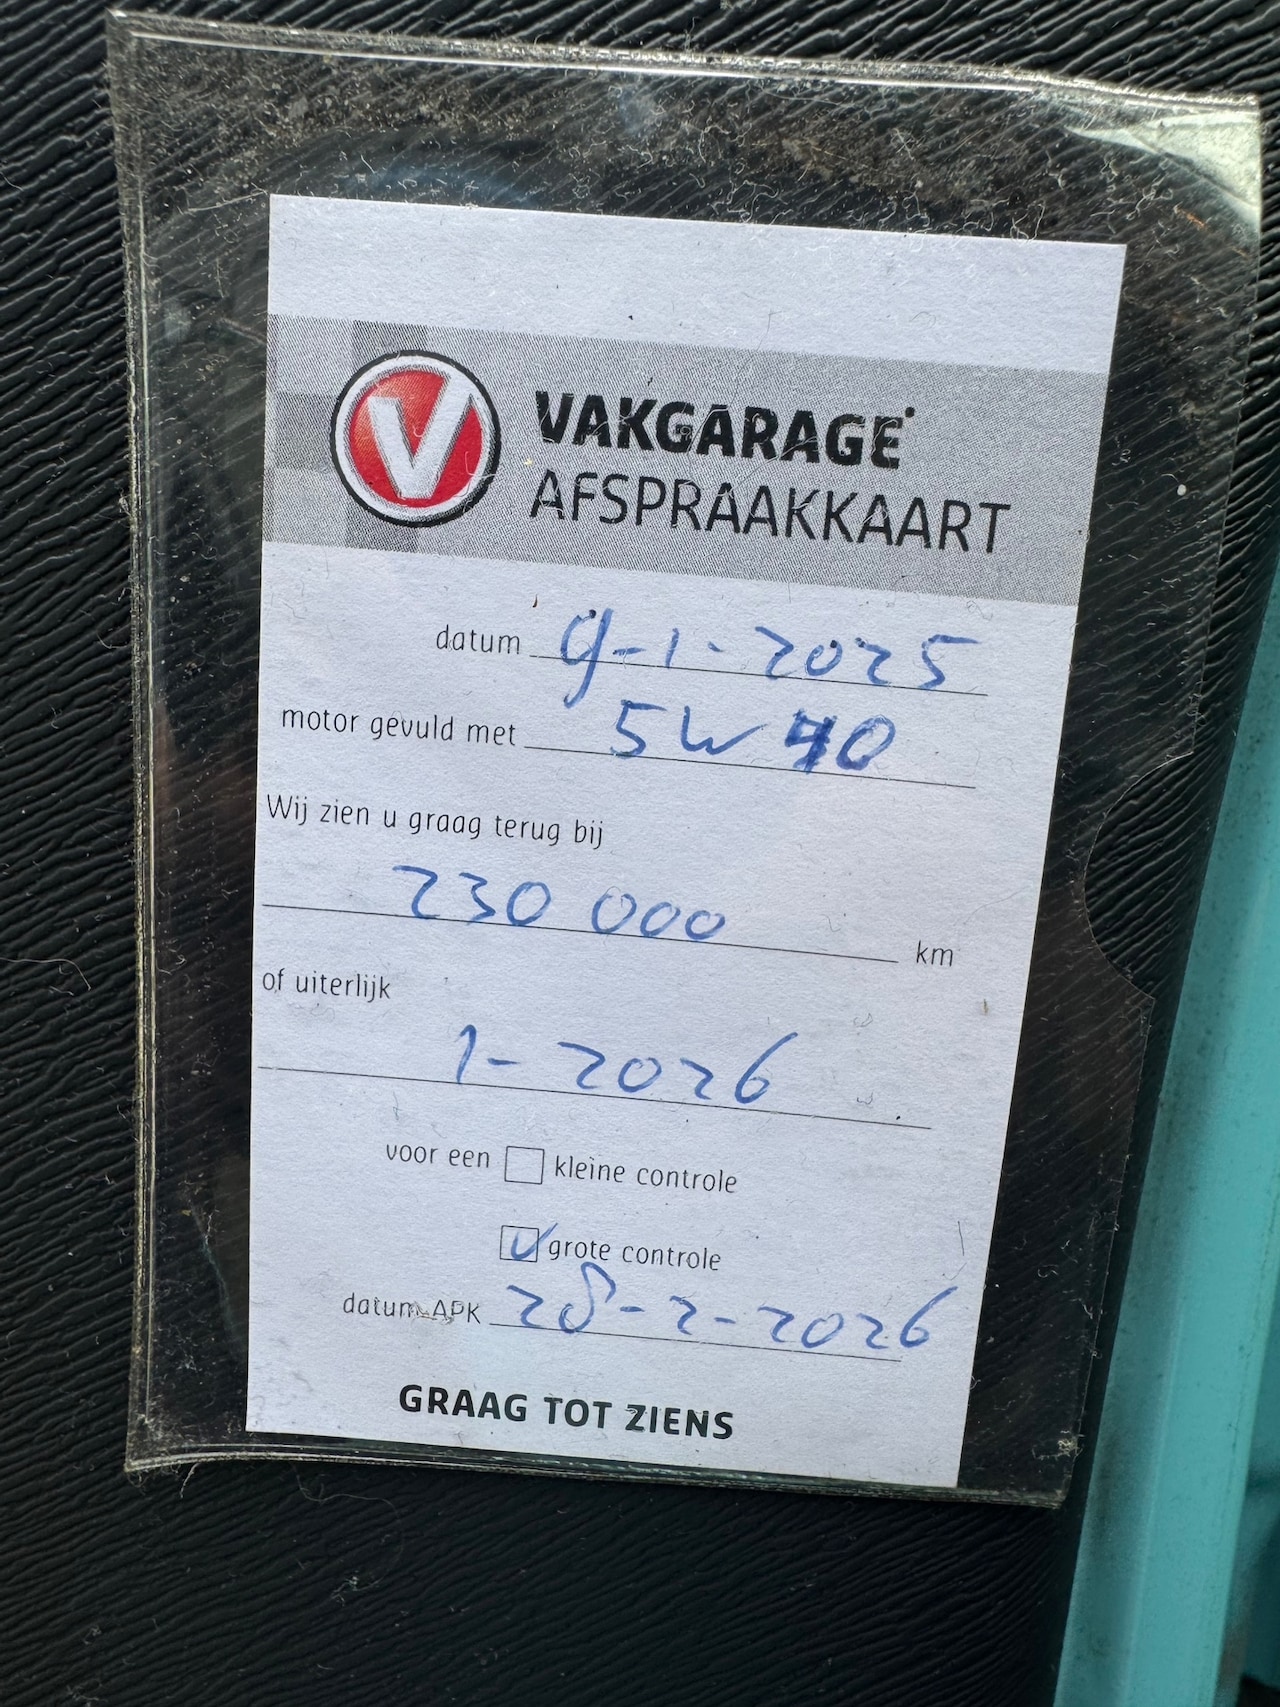 V VAKGARAGE
AFSPRAAKKAART
datum 9-1-2025
motor gevuld met 5W40
Wij zien u graag terug bij
230 000 km
of uiterlijk
1-2026
voor een kleine controle
grote controle
datum APK 28-2-2026
GRAAG TOT ZIENS